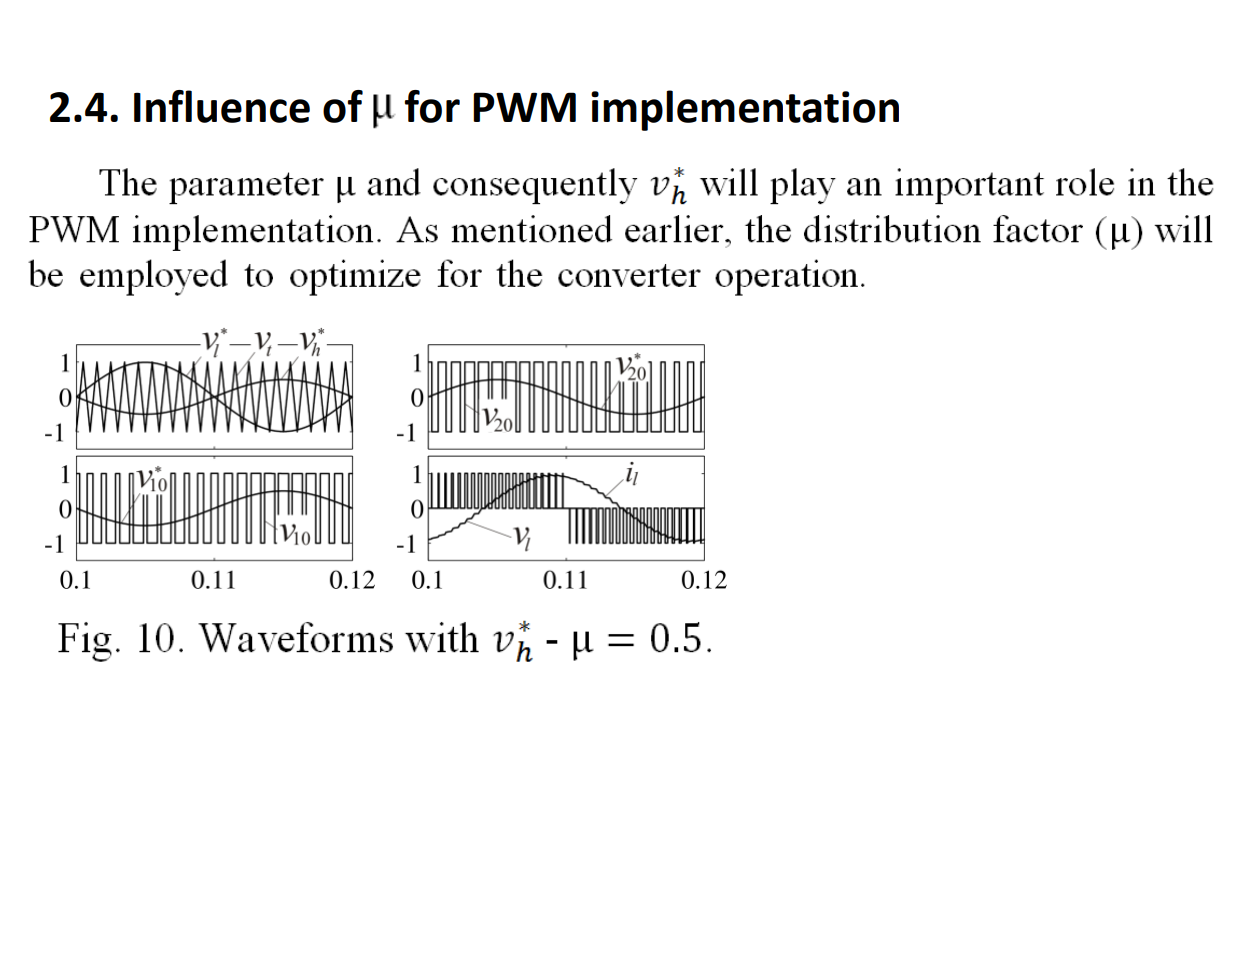 2.4. Influence of μ for PWM implementation
The parameter μ and consequently v*h will play an important role in the
PWM implementation. As mentioned earlier, the distribution factor (μ) will
be employed to optimize for the converter operation.
v*l vt v*h
1
0
-1
1
0
-1
v*20
v20
1
0
-1
v*10
v10
1
0
-1
il
vl
0.1 0.11 0.12
0.1 0.11 0.12
Fig. 10. Waveforms with v*h - μ = 0.5.